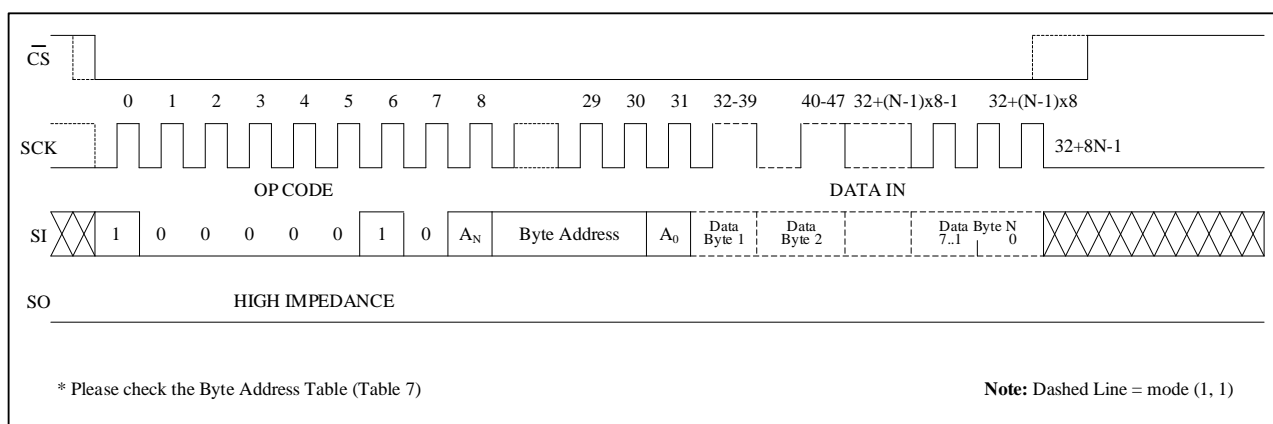 CS
0 1 2 3 4 5 6 7 8 29 30 31 32-39 40-47 32+(N-1)x8-1 32+(N-1)x8
SCK 32+8N-1
OP CODE DATA IN
SI 1 0 0 0 0 0 1 0 AN Byte Address A0 Data Byte 1 Data Byte 2 Data Byte N 7..1 0
SO HIGH IMPEDANCE
* Please check the Byte Address Table (Table 7) Note: Dashed Line = mode (1, 1)